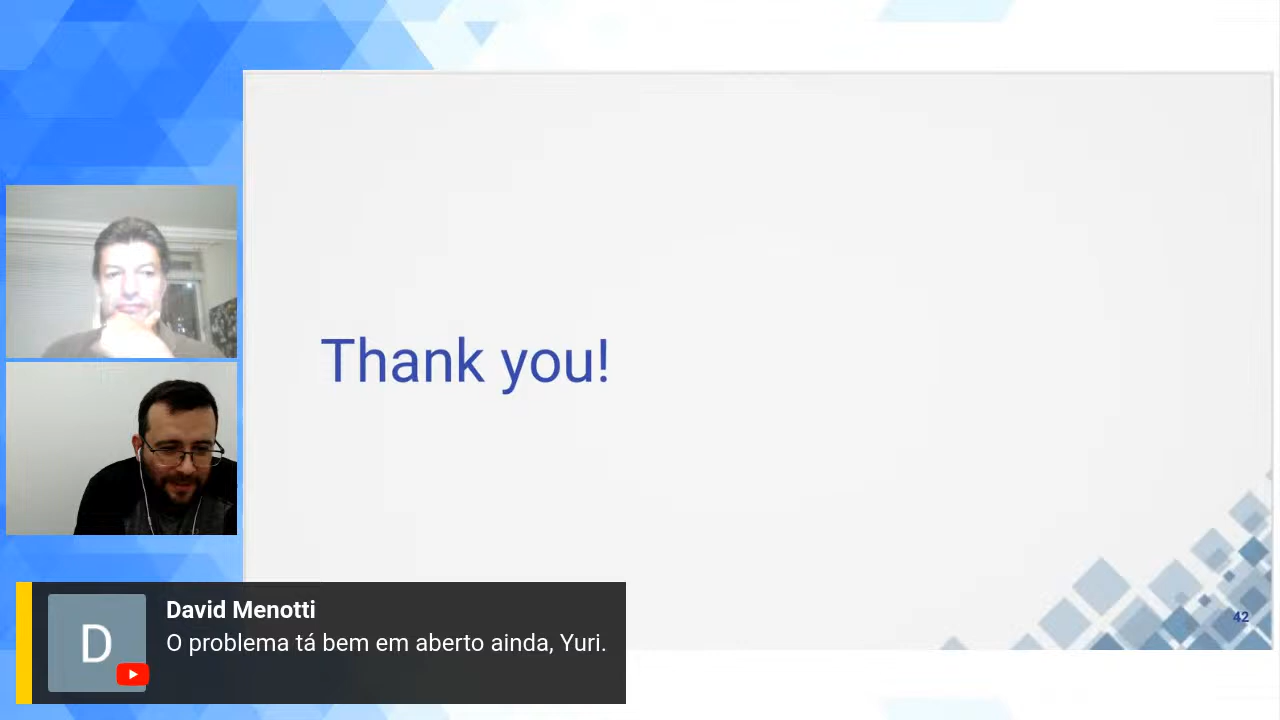 Thank you!
42
D
David Menotti
O problema tá bem em aberto ainda, Yuri.